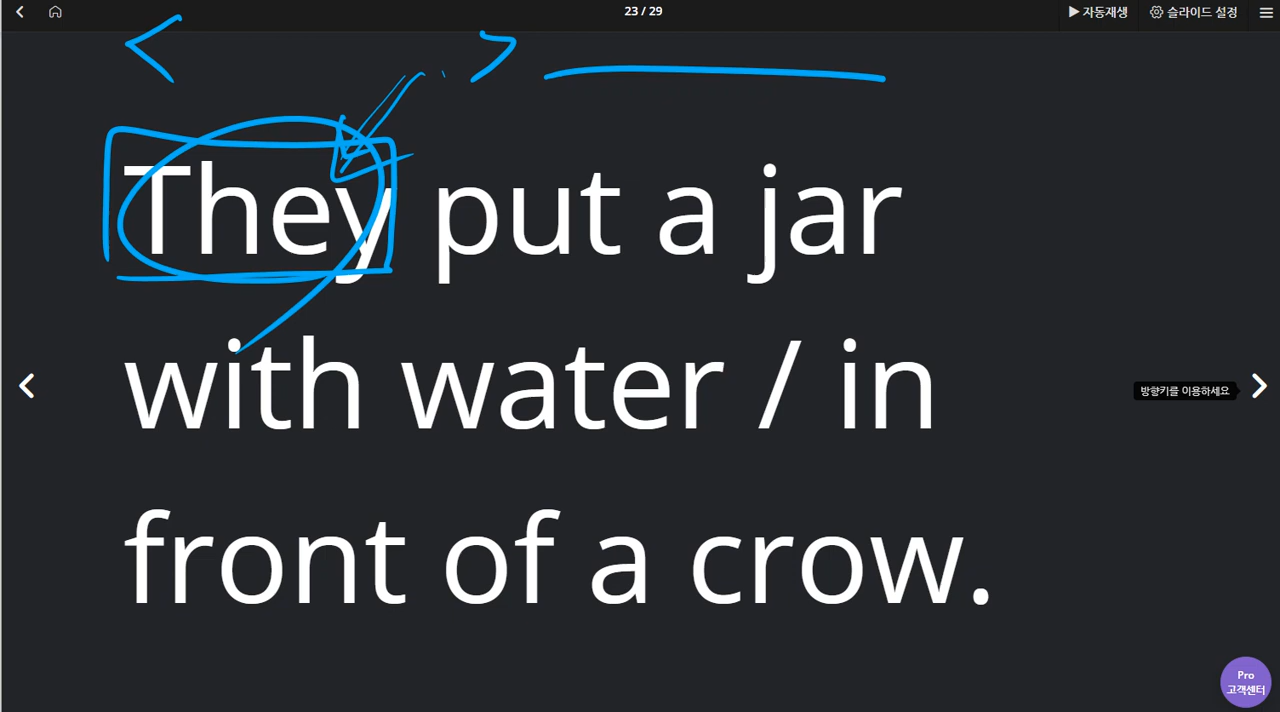 23 / 29
▶ 자동재생
슬라이드 설정
They put a jar
with water / in
front of a crow.
방향키를 이용하세요
Pro
고객센터